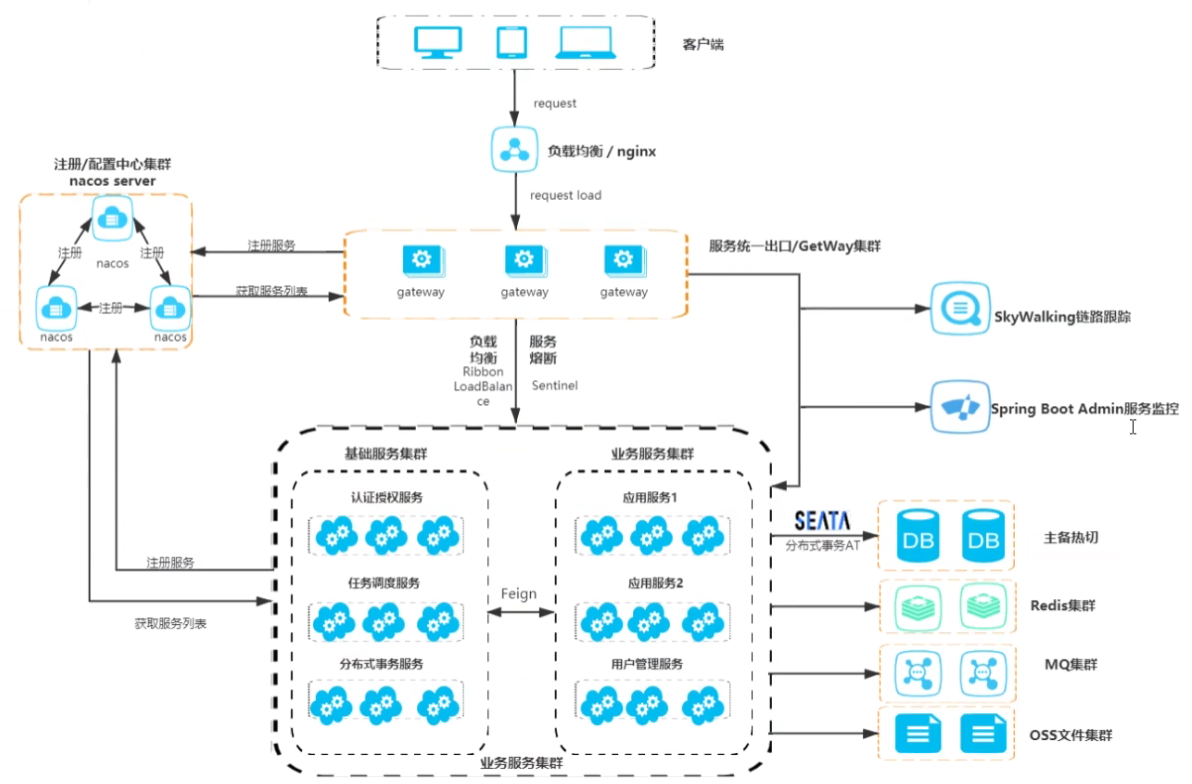 客户端
request
负载均衡 / nginx
request load
注册/配置中心集群
nacos server
注册
注册
nacos
注册
nacos
nacos
注册服务
获取服务列表
gateway
gateway
gateway
服务统一出口/GetWay集群
SkyWalking链路跟踪
Spring Boot Admin服务监控
负载
均衡
Ribbon
LoadBalan
ce
服务
熔断
Sentinel
基础服务集群
认证授权服务
任务调度服务
分布式事务服务
Feign
业务服务集群
应用服务1
应用服务2
用户管理服务
业务服务集群
注册服务
获取服务列表
SEATA
分布式事务AT
DB
DB
主备热切
Redis集群
MQ集群
OSS文件集群